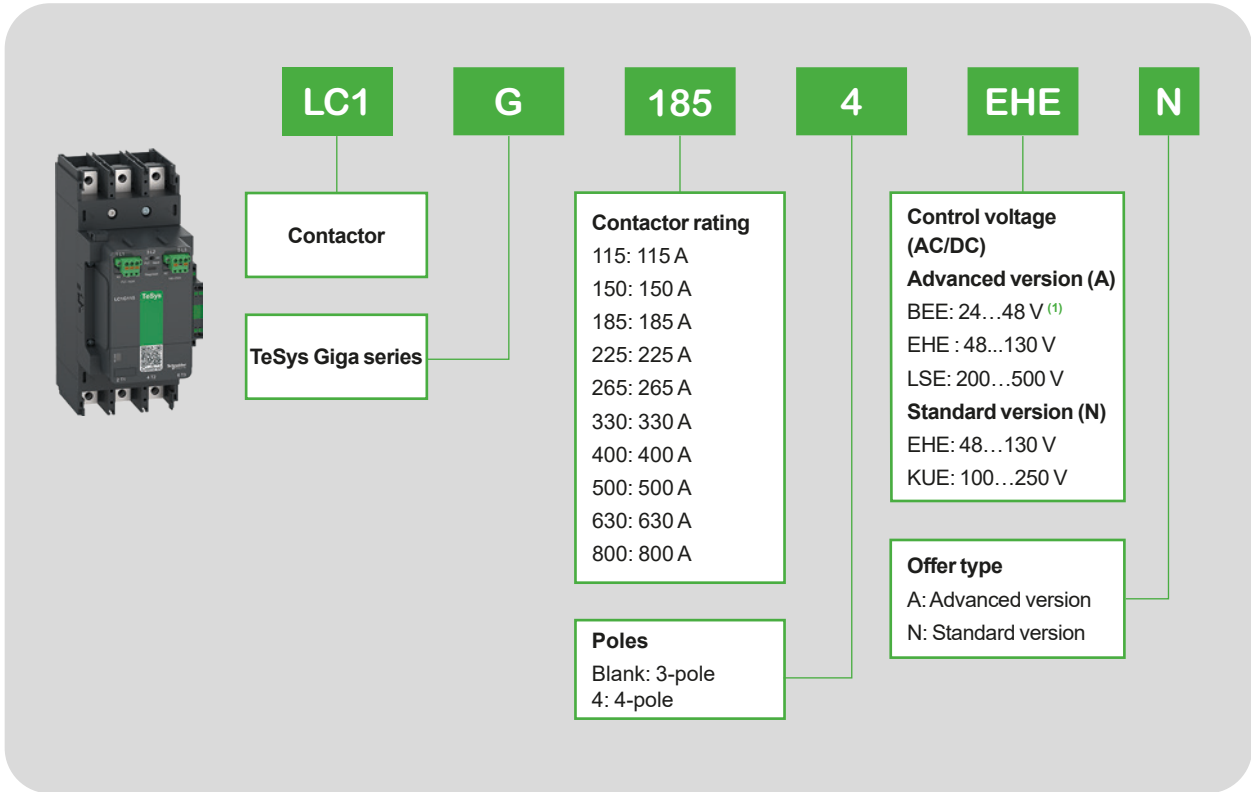 LC1 G 185 4 EHE N
Contactor
TeSys Giga series
Contactor rating
115: 115 A
150: 150 A
185: 185 A
225: 225 A
265: 265 A
330: 330 A
400: 400 A
500: 500 A
630: 630 A
800: 800 A
Poles
Blank: 3-pole
4: 4-pole
Control voltage
(AC/DC)
Advanced version (A)
BEE: 24…48 V (1)
EHE : 48...130 V
LSE: 200…500 V
Standard version (N)
EHE: 48…130 V
KUE: 100…250 V
Offer type
A: Advanced version
N: Standard version
TeSys